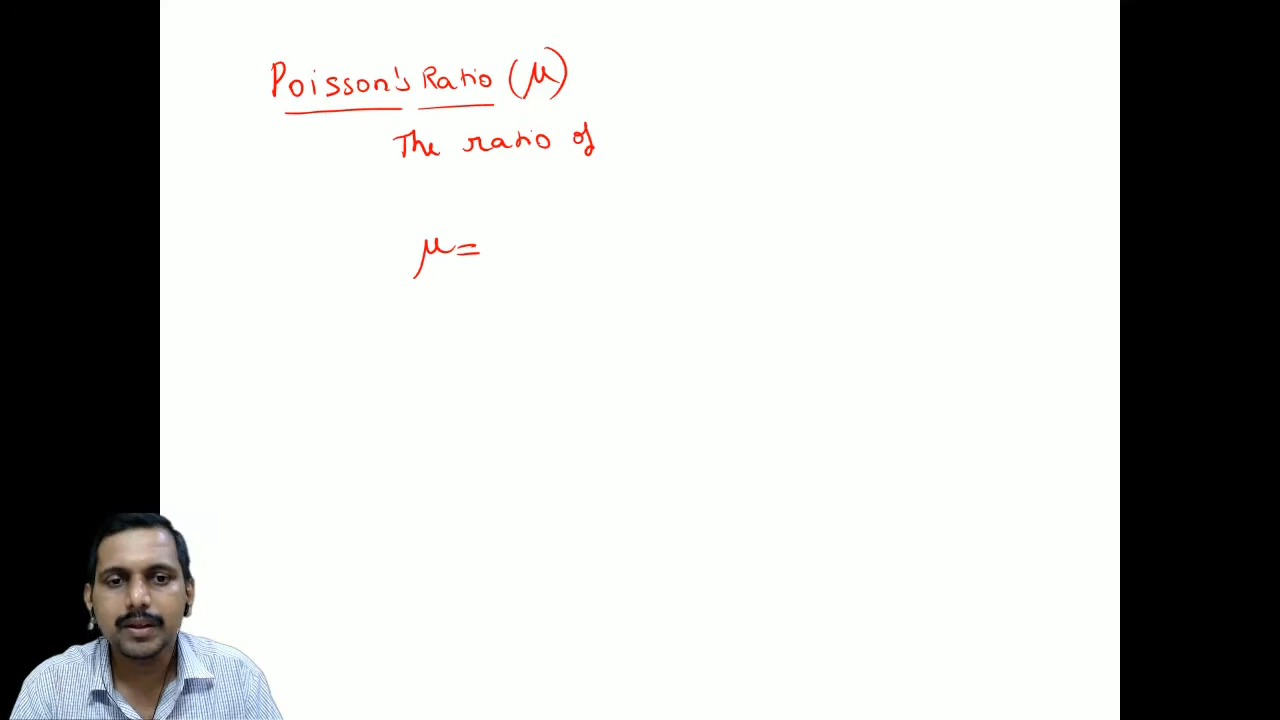 Poisson's Ratio (μ)
The ratio of
μ=